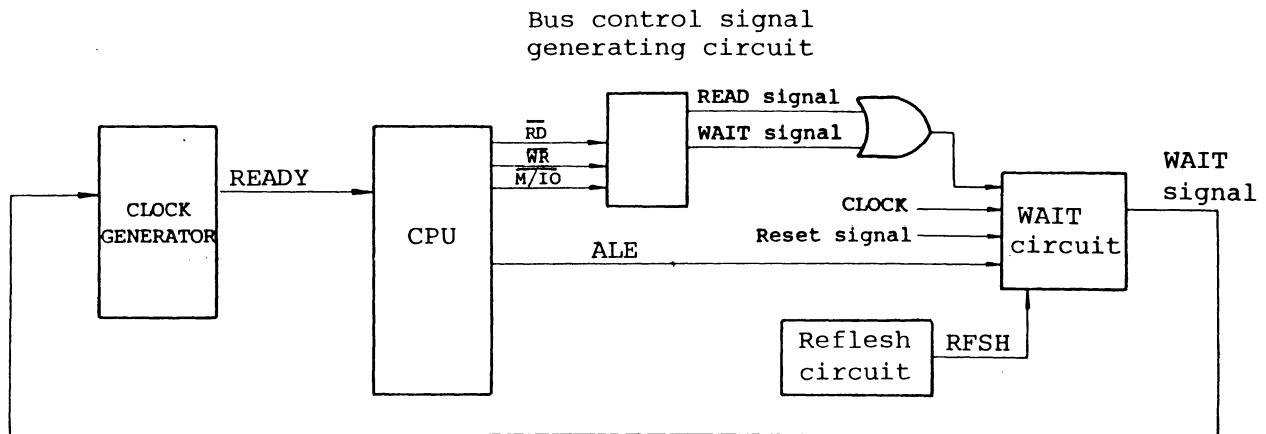 Bus control signal
generating circuit
READ signal
WAIT signal
RD
WR
M/IO
READY
CLOCK
GENERATOR
CPU
ALE
CLOCK
Reset signal
WAIT
circuit
WAIT
signal
Reflesh
circuit
RFSH